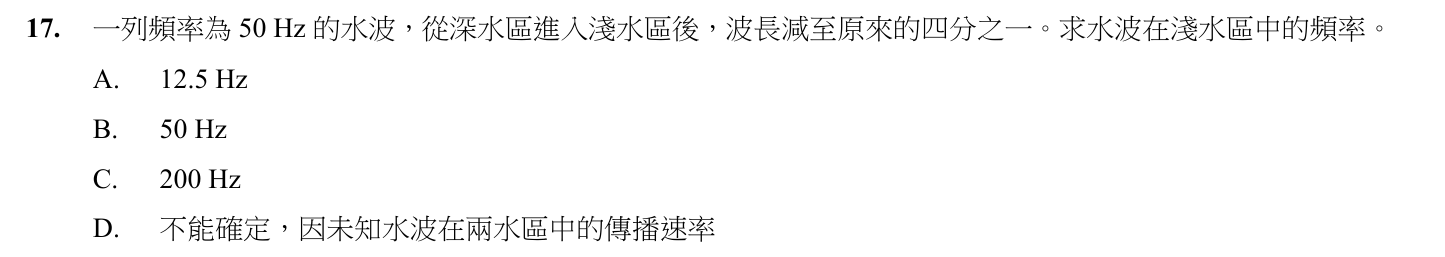 17. 一列頻率為 50 Hz 的水波，從深水區進入淺水區後，波長減至原來的四分之一。求水波在淺水區中的頻率。
A. 12.5 Hz
B. 50 Hz
C. 200 Hz
D. 不能確定，因未知水波在兩水區中的傳播速率